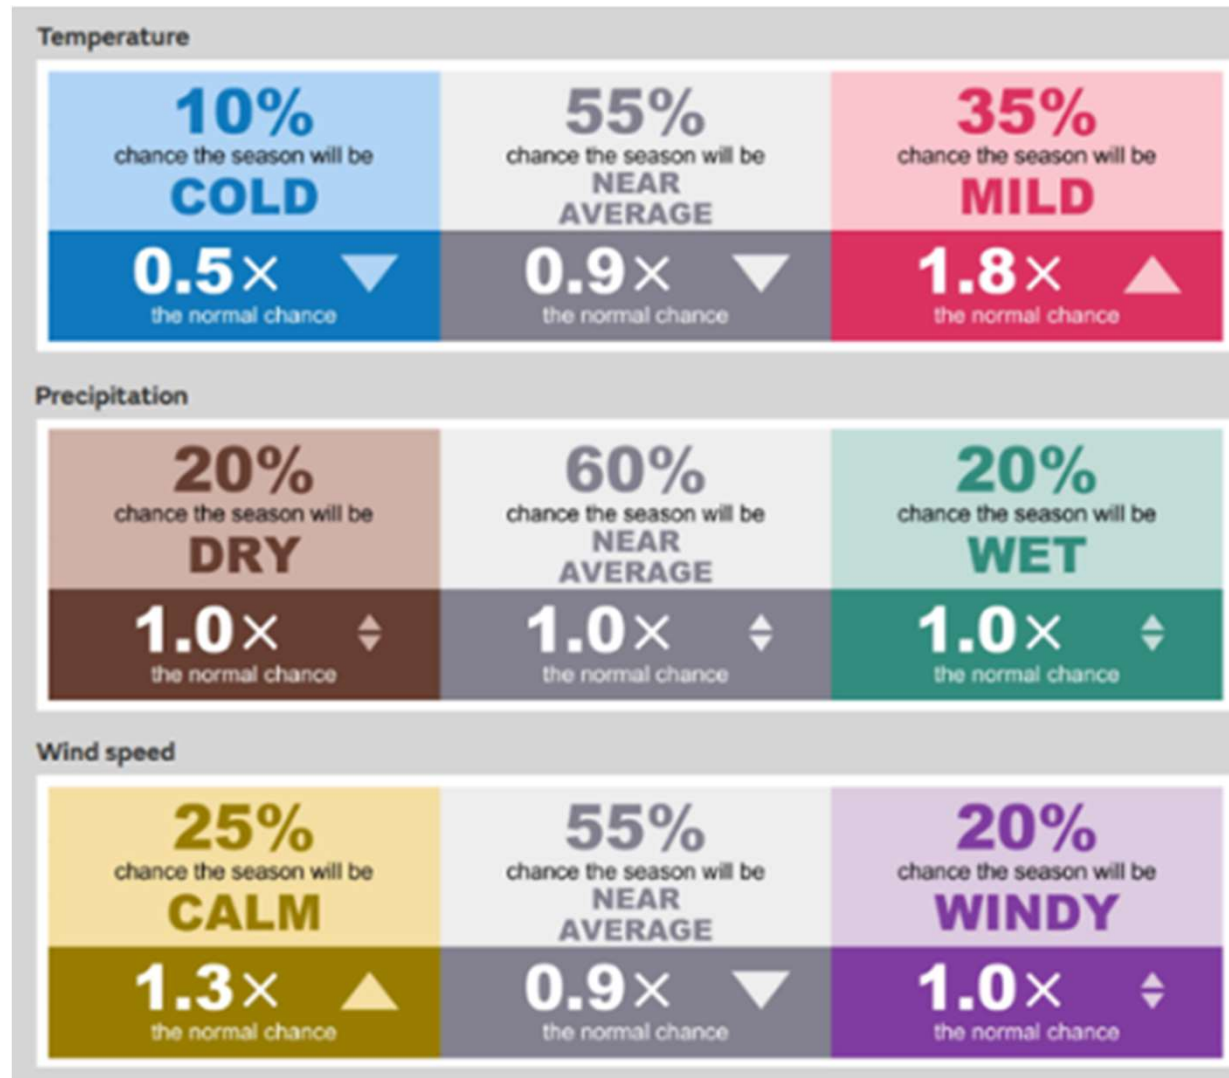 Temperature
10% 55% 35%
chance the season will be chance the season will be chance the season will be
COLD NEAR AVERAGE MILD
0.5× 0.9× 1.8×
the normal chance the normal chance the normal chance
Precipitation
20% 60% 20%
chance the season will be chance the season will be chance the season will be
DRY NEAR AVERAGE WET
1.0× 1.0× 1.0×
the normal chance the normal chance the normal chance
Wind speed
25% 55% 20%
chance the season will be chance the season will be chance the season will be
CALM NEAR AVERAGE WINDY
1.3× 0.9× 1.0×
the normal chance the normal chance the normal chance